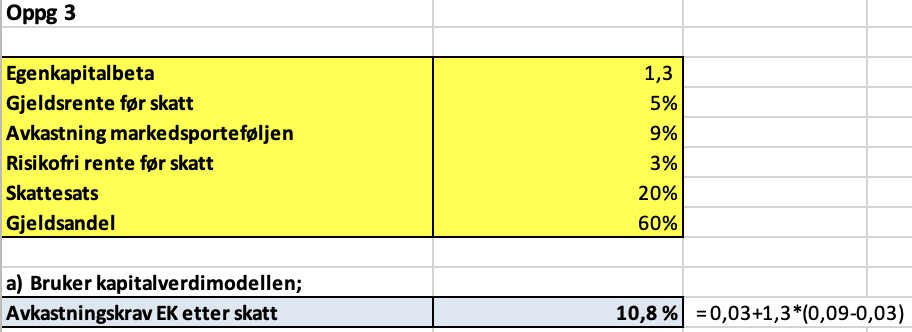 Oppg 3
Egenkapitalbeta 1,3
Gjeldsrente før skatt 5%
Avkastning markedsporteføljen 9%
Risikofri rente før skatt 3%
Skattesats 20%
Gjeldsandel 60%
a) Bruker kapitalverdimodellen;
Avkastningskrav EK etter skatt 10,8 % =0,03+1,3*(0,09-0,03)